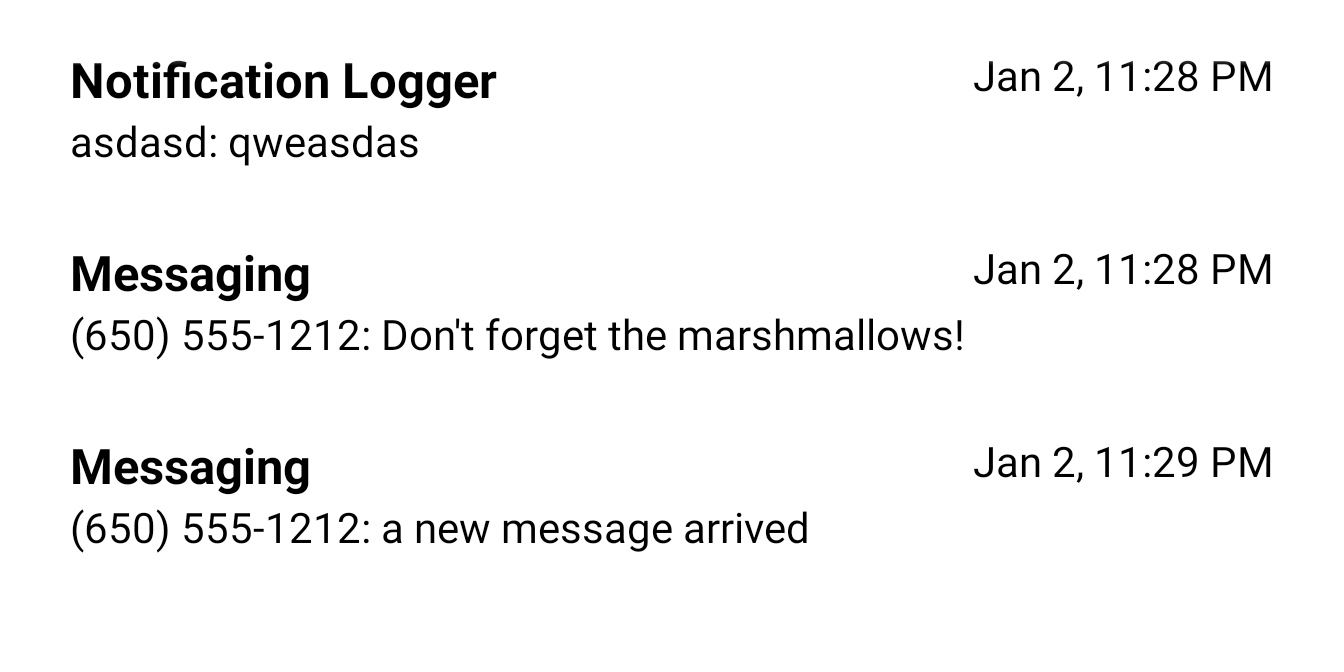 Notification Logger Jan 2, 11:28 PM
asdasd: qweasdas
Messaging Jan 2, 11:28 PM
(650) 555-1212: Don't forget the marshmallows!
Messaging Jan 2, 11:29 PM
(650) 555-1212: a new message arrived